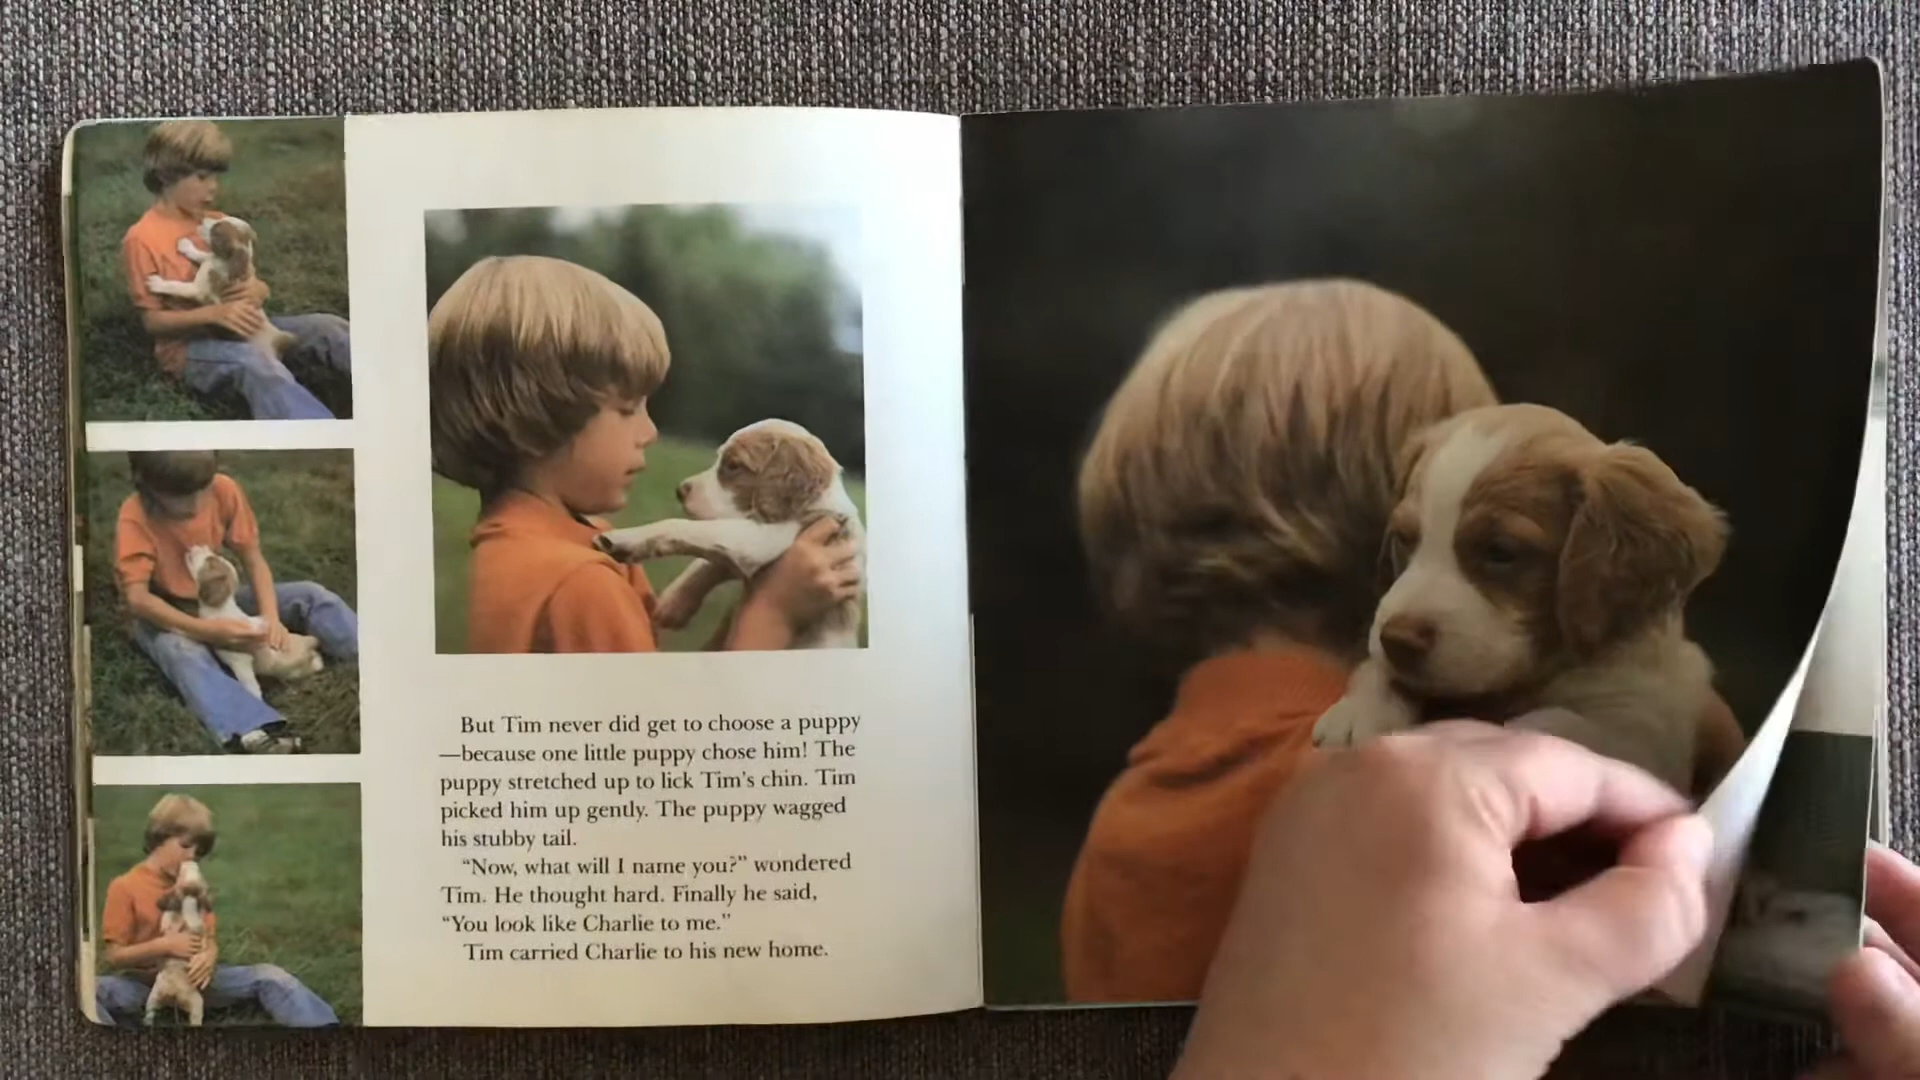 But Tim never did get to choose a puppy
—because one little puppy chose him! The
puppy stretched up to lick Tim's chin. Tim
picked him up gently. The puppy wagged
his stubby tail.
"Now, what will I name you?" wondered
Tim. He thought hard. Finally he said,
"You look like Charlie to me."
Tim carried Charlie to his new home.